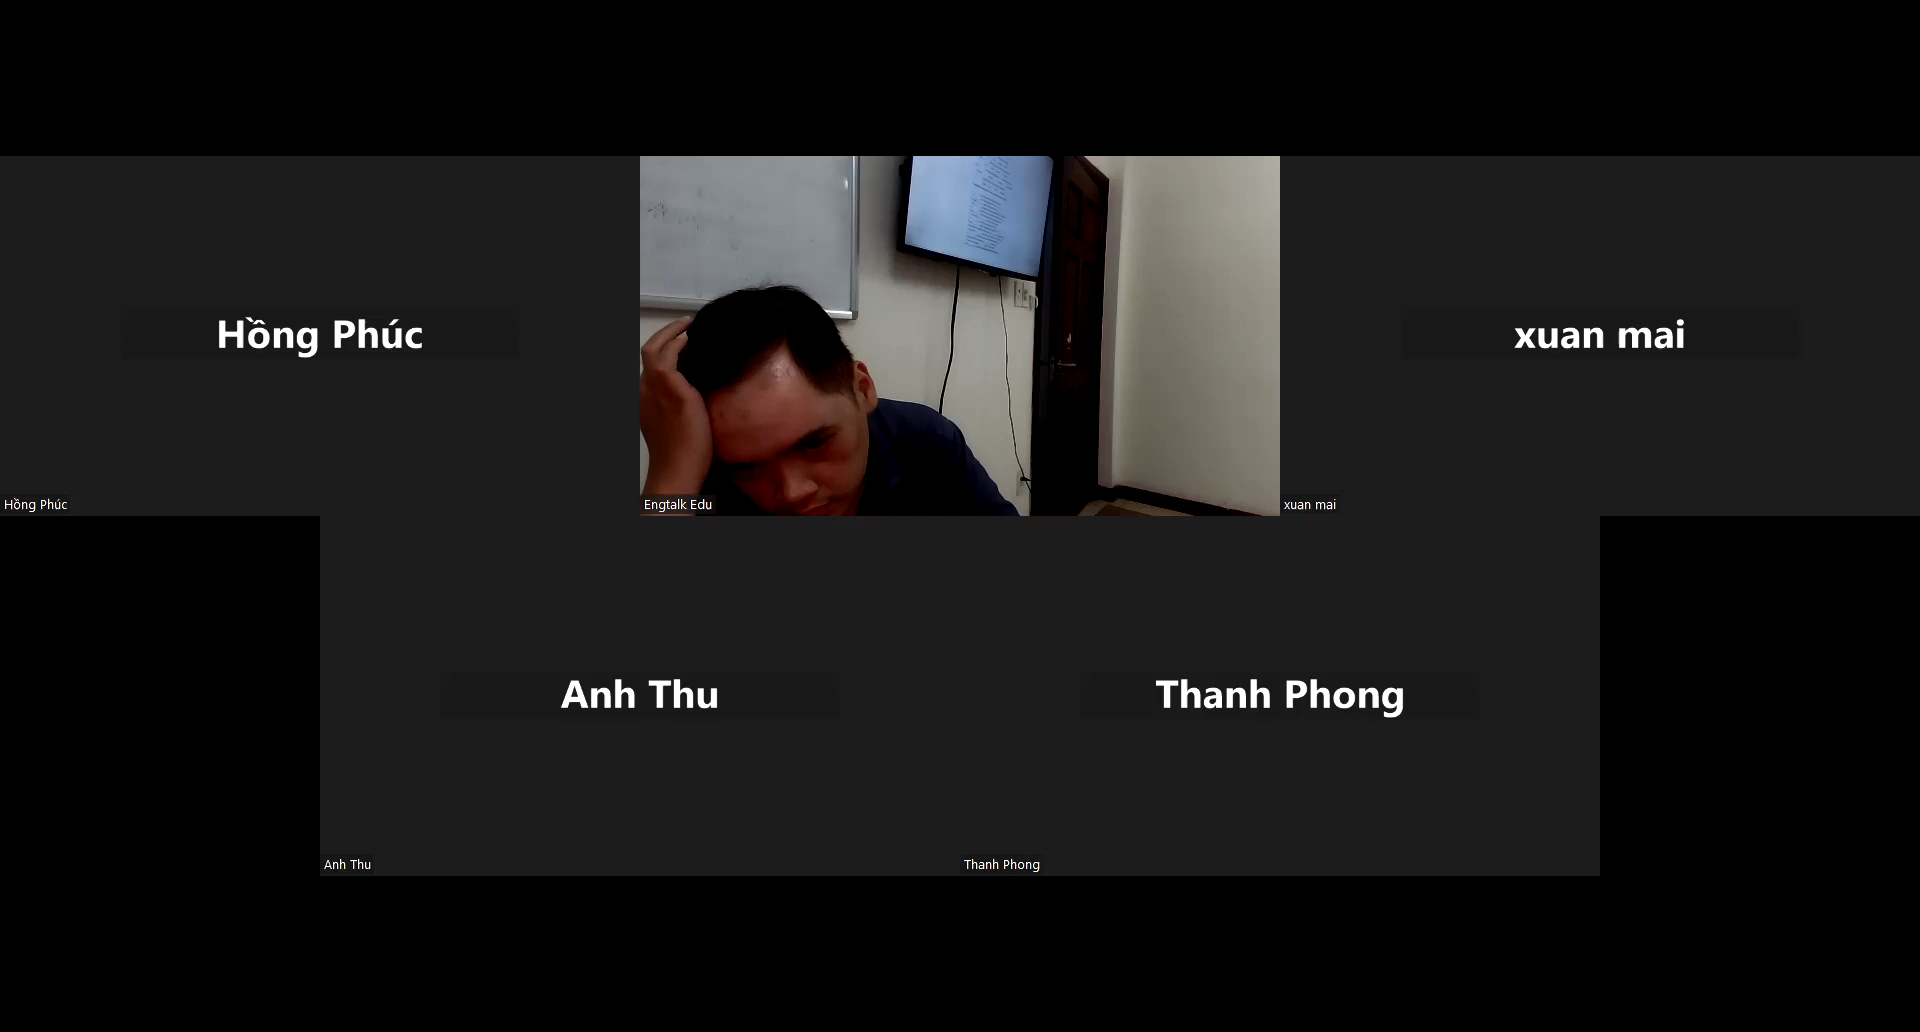 Hồng Phúc
xuan mai
Hồng Phúc
Engtalk Edu
xuan mai
Anh Thu
Thanh Phong
Anh Thu
Thanh Phong